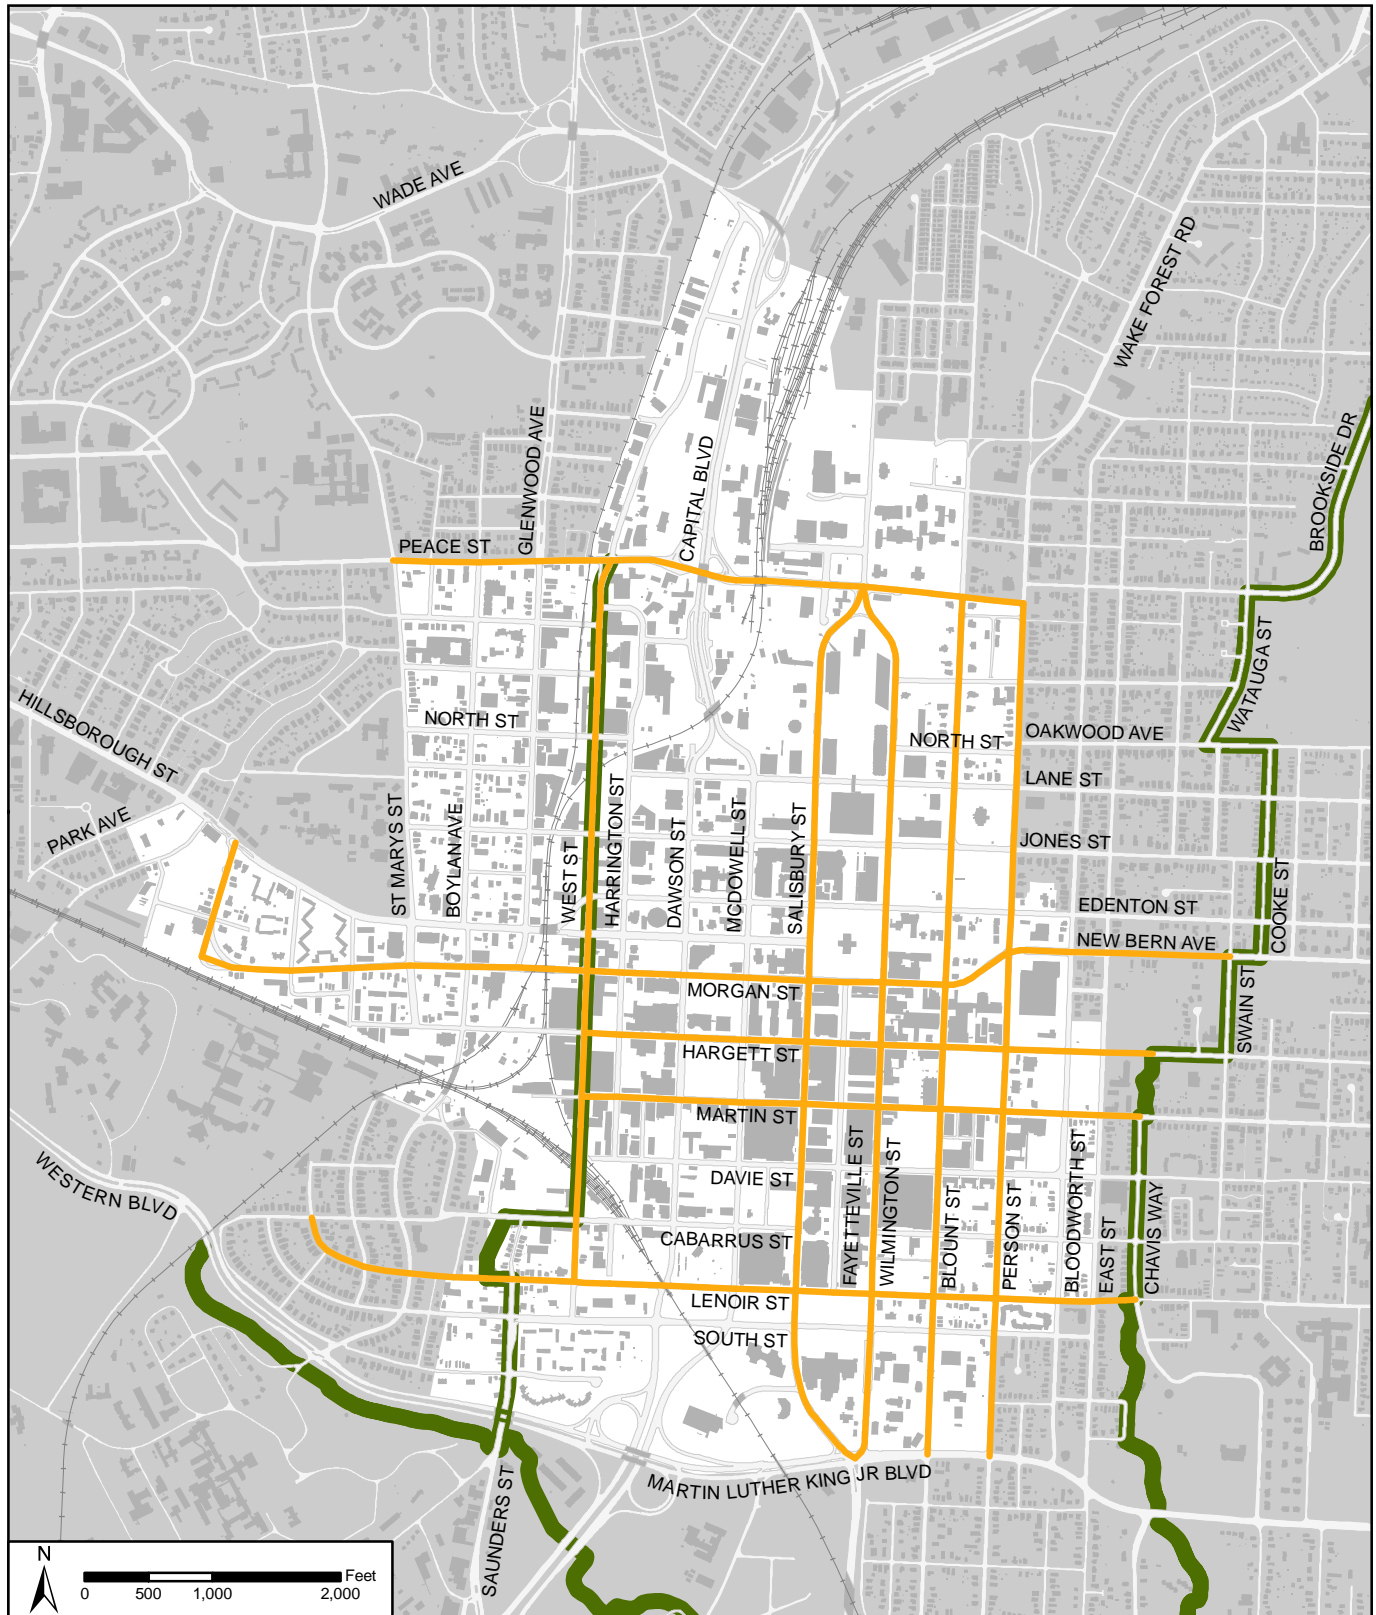 WADE AVE
WAKE FOREST RD
BROOKSIDE DR
GLENWOOD AVE
CAPITAL BLVD
PEACE ST
WATAUGA ST
HILLSBOROUGH ST
NORTH ST
NORTH ST
OAKWOOD AVE
LANE ST
PARK AVE
ST MARYS ST
BOYLAN AVE
WEST ST
HARRINGTON ST
DAWSON ST
MCDOWELL ST
SALISBURY ST
JONES ST
EDENTON ST
COOKE ST
NEW BERN AVE
MORGAN ST
SWAIN ST
HARGETT ST
MARTIN ST
WESTERN BLVD
DAVIE ST
FAYETTEVILLE ST
WILMINGTON ST
BLOUNT ST
PERSON ST
BLOODWORTH ST
EAST ST
CHAVIS WAY
CABARRUS ST
LENOIR ST
SOUTH ST
MARTIN LUTHER KING JR BLVD
SAUNDERS ST
N
Feet
0 500 1,000 2,000